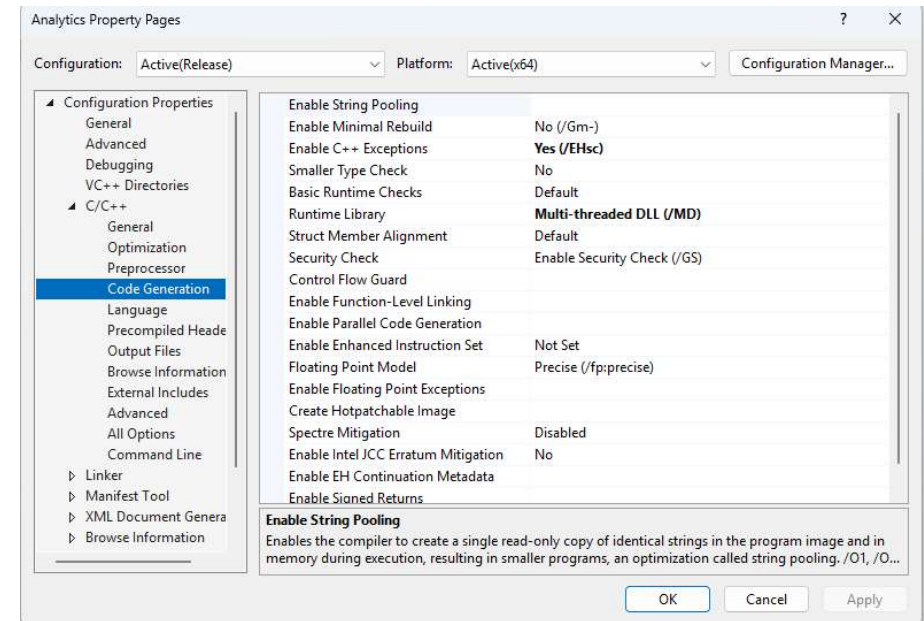 Analytics Property Pages
? ✕
Configuration: Active(Release) Platform: Active(x64) Configuration Manager...
Configuration Properties
General
Advanced
Debugging
VC++ Directories
C/C++
General
Optimization
Preprocessor
Code Generation
Language
Precompiled Heade
Output Files
Browse Information
External Includes
Advanced
All Options
Command Line
Linker
Manifest Tool
XML Document Genera
Browse Information
Enable String Pooling
Enable Minimal Rebuild No (/Gm-)
Enable C++ Exceptions Yes (/EHsc)
Smaller Type Check No
Basic Runtime Checks Default
Runtime Library Multi-threaded DLL (/MD)
Struct Member Alignment Default
Security Check Enable Security Check (/GS)
Control Flow Guard
Enable Function-Level Linking
Enable Parallel Code Generation
Enable Enhanced Instruction Set Not Set
Floating Point Model Precise (/fp:precise)
Enable Floating Point Exceptions
Create Hotpatchable Image
Spectre Mitigation Disabled
Enable Intel JCC Erratum Mitigation No
Enable EH Continuation Metadata
Enable Signed Returns
Enable String Pooling
Enables the compiler to create a single read-only copy of identical strings in the program image and in
memory during execution, resulting in smaller programs, an optimization called string pooling. /O1, /O...
OK Cancel Apply